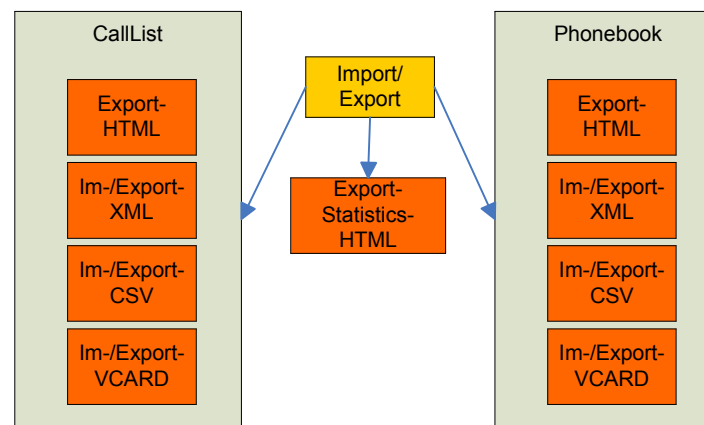 CallList
Export-
HTML
Im-/Export-
XML
Im-/Export-
CSV
Im-/Export-
VCARD
Import/
Export
Export-
Statistics-
HTML
Phonebook
Export-
HTML
Im-/Export-
XML
Im-/Export-
CSV
Im-/Export-
VCARD